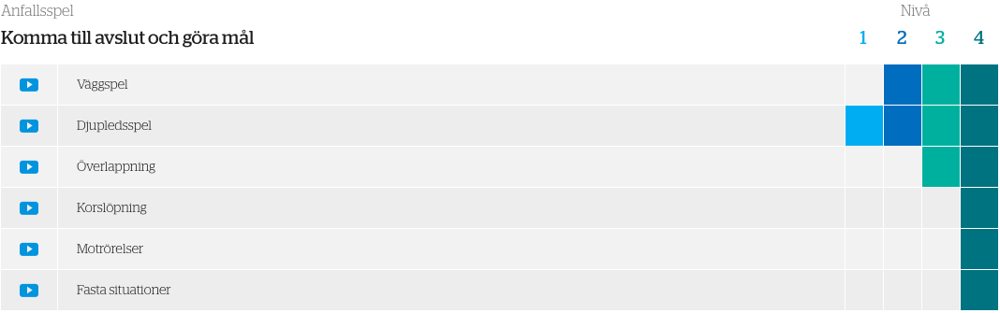 Anfallsspel Nivå
Komma till avslut och göra mål 1 2 3 4
Väggspel
Djupledsspel
Överlappning
Korslöpning
Motrörelser
Fasta situationer